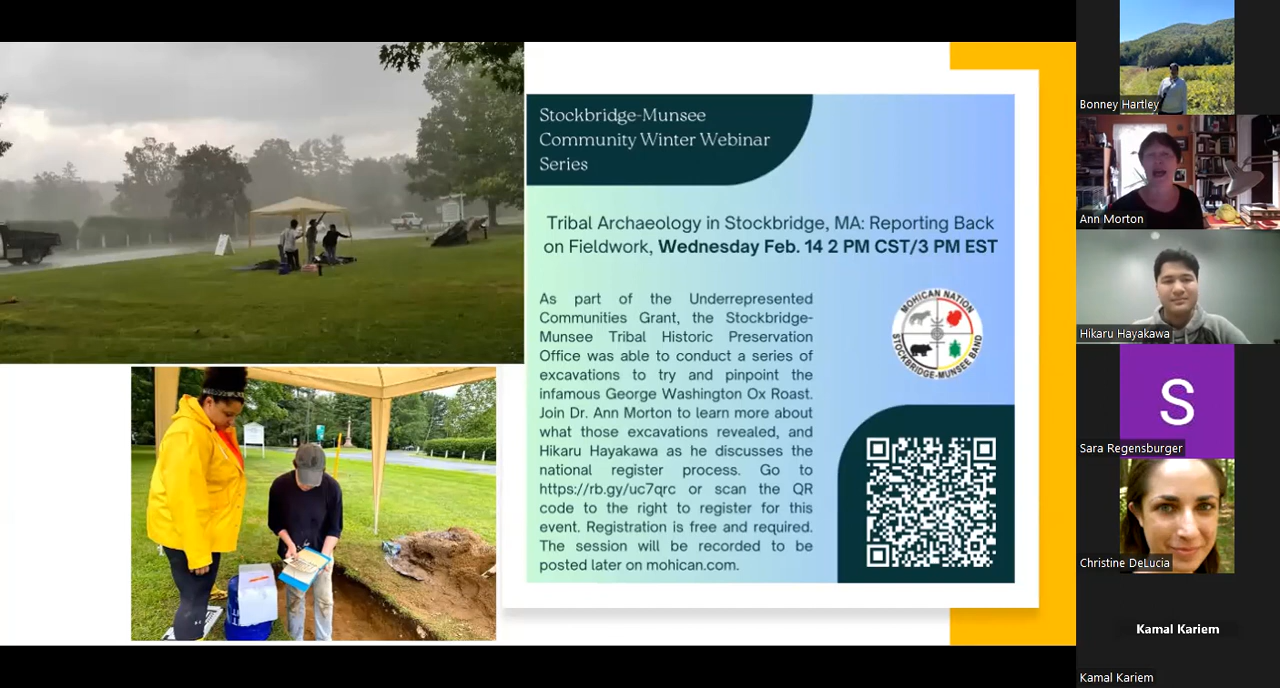 Stockbridge-Munsee
Community Winter Webinar
Series
Tribal Archaeology in Stockbridge, MA: Reporting Back
on Fieldwork, Wednesday Feb. 14 2 PM CST/3 PM EST
As part of the Underrepresented
Communities Grant, the Stockbridge-
Munsee Tribal Historic Preservation
Office was able to conduct a series of
excavations to try and pinpoint the
infamous George Washington Ox Roast.
Join Dr. Ann Morton to learn more about
what those excavations revealed, and
Hikaru Hayakawa as he discusses the
national register process. Go to
https://rb.gy/uc7qrc or scan the QR
code to the right to register for this
event. Registration is free and required.
The session will be recorded to be
posted later on mohican.com.
MOHICAN NATION
STOCKBRIDGE-MUNSEE BAND
Bonney Hartley
Ann Morton
Hikaru Hayakawa
S
Sara Regensburger
Christine DeLucia
Kamal Kariem
Kamal Kariem